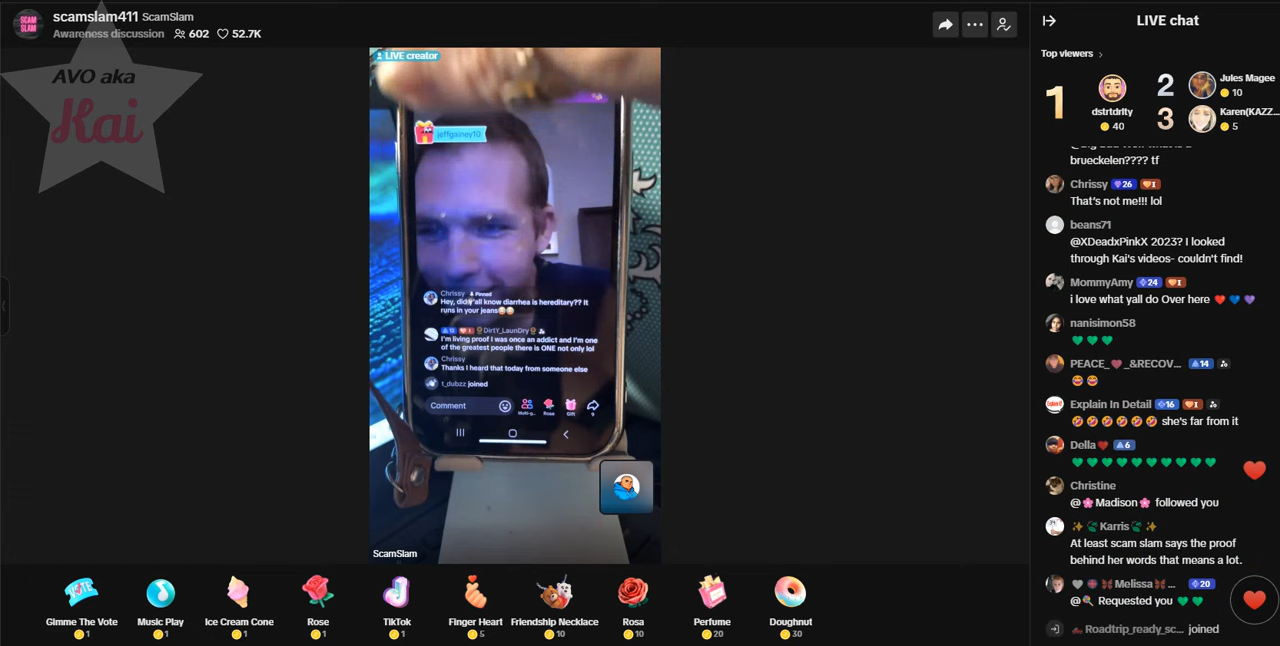 SCAM
SLAM
scamslam411 ScamSlam
Awareness discussion 602 52.7K
AVO aka
Kai
LIVE creator
jeffgainey10
Chrissy Pinned
Hey, did y'all know diarrhea is hereditary?? It
runs in your jeans
DirtY_LaunDry
I'm living proof I was once an addict and I'm one
of the greatest people there is ONE not only lol
Chrissy
Thanks I heard that today from someone else
t_dubzz joined
Comment
Multi-g...
Rose
Gift
9
ScamSlam
VOTE
Gimme The Vote
1
Music Play
1
Ice Cream Cone
1
Rose
1
TikTok
1
Finger Heart
5
Friendship Necklace
10
Rosa
10
Perfume
20
Doughnut
30
LIVE chat
Top viewers
1
dstrtdrlty
40
2
Jules Magee
10
3
Karen(KAZZ...
5
brueckelen???? tf
Chrissy 26 I
That's not me!!! lol
beans71
@XDeadxPinkX 2023? I looked
through Kai's videos- couldn't find!
MommyAmy 24 I
i love what yall do Over here ❤️ 💙 💜
nanisimon58
💚 💚 💚
PEACE_❤️_&RECOV... 14
😂 😂
Explain In Detail 16 I
🤣 🤣 🤣 🤣 🤣 🤣 she's far from it
Della❤️ 6
💚 💚 💚 💚 💚 💚 💚 💚 💚 💚
Christine
@🌸Madison🌸 followed you
✨ 🐉Karris🐉 ✨
At least scam slam says the proof
behind her words that means a lot.
Melissa ... 20
@🔍 Requested you 💚 💚
Roadtrip_ready_sc... joined